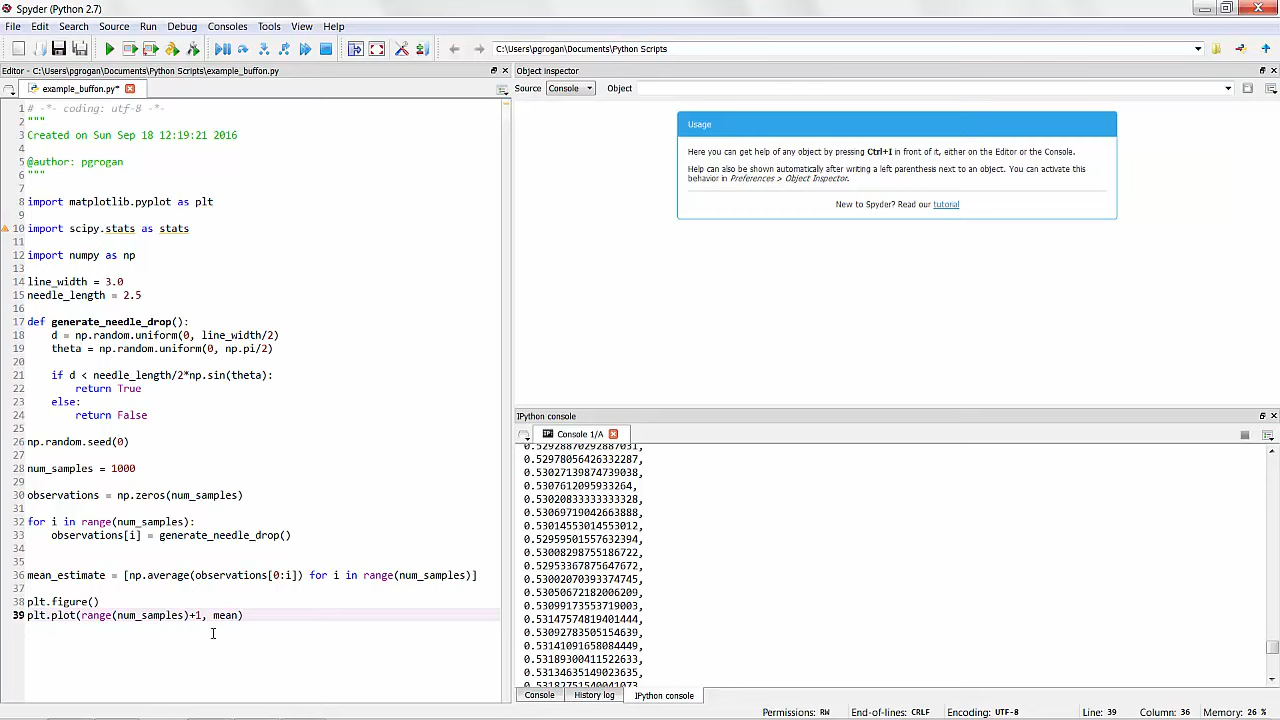 Spyder (Python 2.7)
File Edit Search Source Run Debug Consoles Tools View Help
C:\Users\pgrogan\Documents\Python Scripts
Editor - C:\Users\pgrogan\Documents\Python Scripts\example_buffon.py
example_buffon.py*
1 # -*- coding: utf-8 -*-
2 """
3 Created on Sun Sep 18 12:19:21 2016
4
5 @author: pgrogan
6 """
7
8 import matplotlib.pyplot as plt
9
10 import scipy.stats as stats
11
12 import numpy as np
13
14 line_width = 3.0
15 needle_length = 2.5
16
17 def generate_needle_drop():
18     d = np.random.uniform(0, line_width/2)
19     theta = np.random.uniform(0, np.pi/2)
20
21     if d < needle_length/2*np.sin(theta):
22         return True
23     else:
24         return False
25
26 np.random.seed(0)
27
28 num_samples = 1000
29
30 observations = np.zeros(num_samples)
31
32 for i in range(num_samples):
33     observations[i] = generate_needle_drop()
34
35
36 mean_estimate = [np.average(observations[0:i]) for i in range(num_samples)]
37
38 plt.figure()
39 plt.plot(range(num_samples)+1, mean)
Object inspector
Source Console Object
Usage
Here you can get help of any object by pressing Ctrl+I in front of it, either on the Editor or the Console.
Help can also be shown automatically after writing a left parenthesis next to an object. You can activate this
behavior in Preferences > Object Inspector.
New to Spyder? Read our tutorial
IPython console
Console 1/A
0.52928870292887031,
0.52978056426332287,
0.53027139874739038,
0.5307612095933264,
0.53020833333333328,
0.53069719042663888,
0.53014553014553012,
0.52959501557632394,
0.53008298755186722,
0.52953367875647672,
0.53002070393374745,
0.53050672182006209,
0.53099173553719003,
0.53147574819401444,
0.53092783505154639,
0.53141091658084449,
0.53189300411522633,
0.53134635149023635,
0.53182751540041073,
Console History log IPython console
Permissions: RW End-of-lines: CRLF Encoding: UTF-8 Line: 39 Column: 36 Memory: 26 %